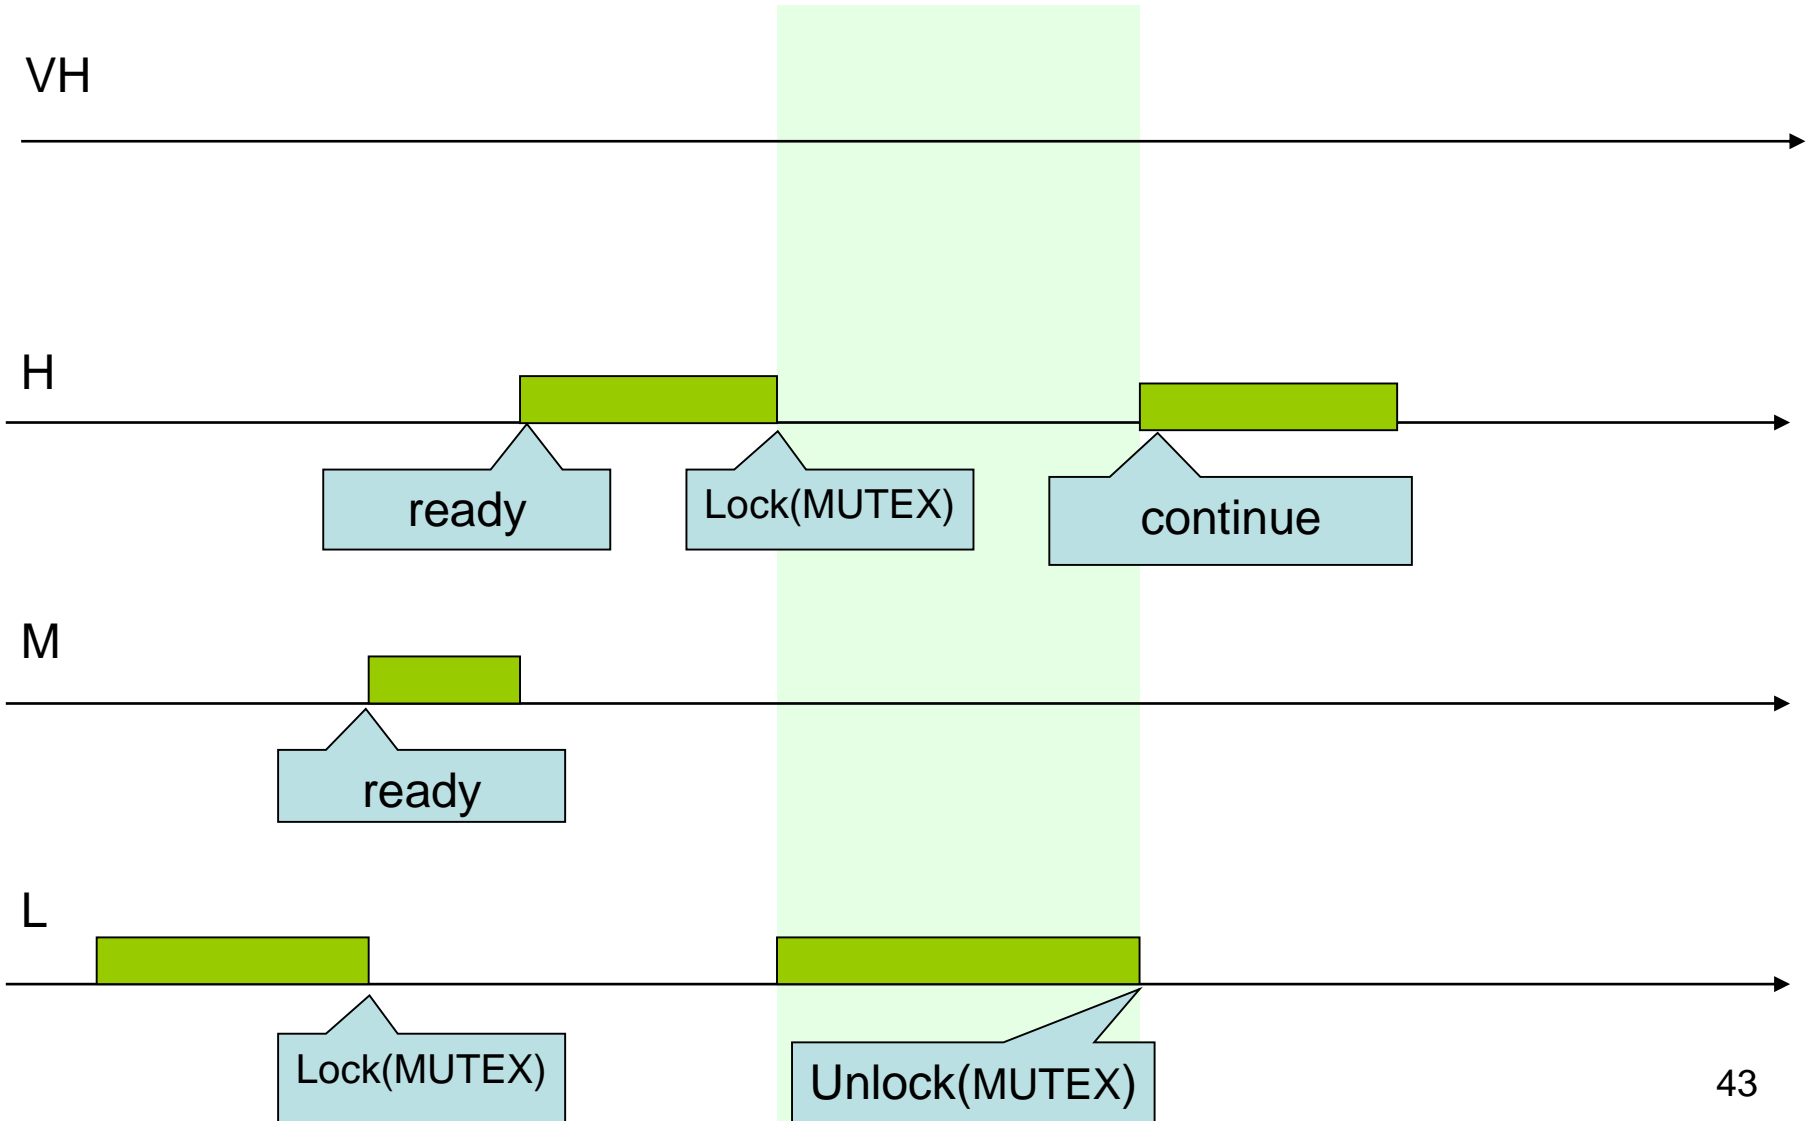 VH
H
ready
Lock(MUTEX)
continue
M
ready
L
Lock(MUTEX)
Unlock(MUTEX)
43